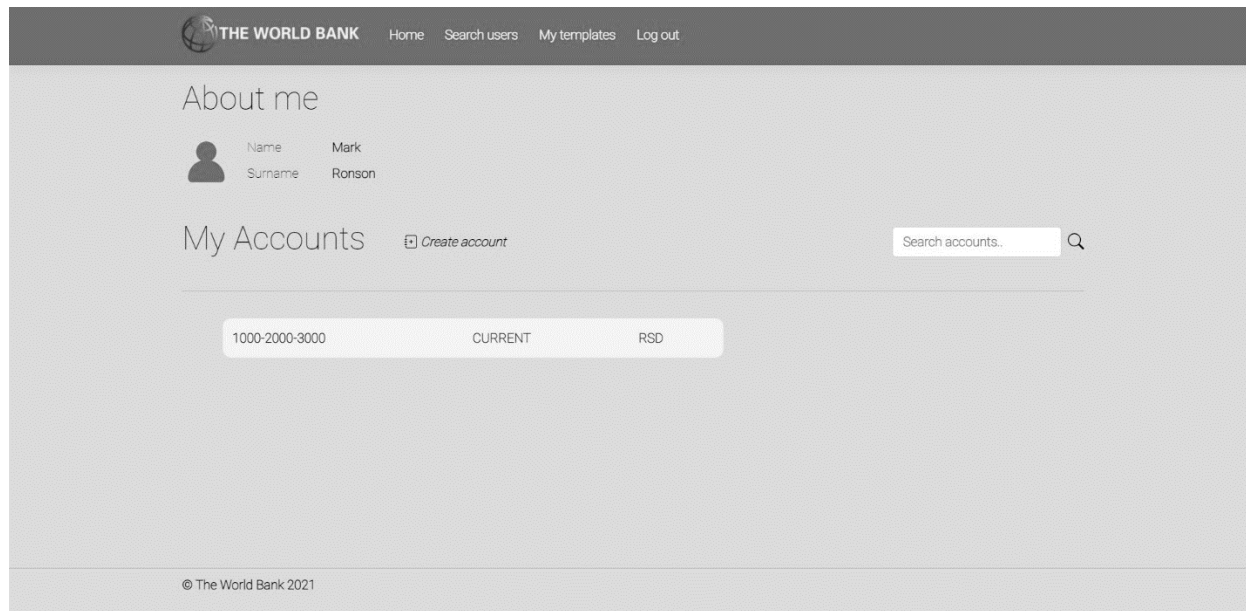 THE WORLD BANK Home Search users My templates Log out
About me
Name Mark
Surname Ronson
My Accounts Create account Search accounts..
1000-2000-3000 CURRENT RSD
© The World Bank 2021